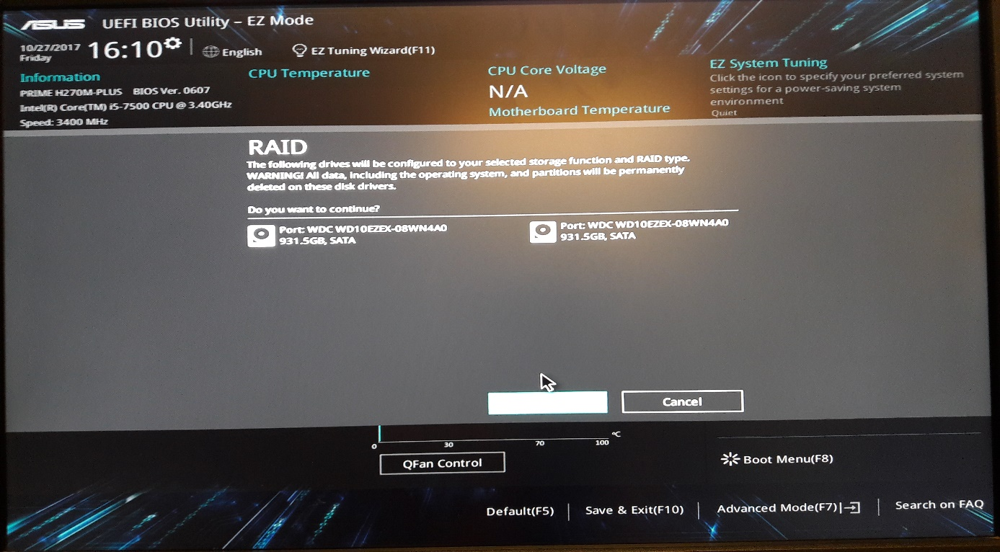 ASUS UEFI BIOS Utility – EZ Mode
10/27/2017 16:10
Friday
English
EZ Tuning Wizard(F11)
Information
PRIME H270M-PLUS BIOS Ver. 0607
Intel(R) Core(TM) i5-7500 CPU @ 3.40GHz
Speed: 3400 MHz
CPU Temperature
CPU Core Voltage
N/A
Motherboard Temperature
EZ System Tuning
Click the icon to specify your preferred system
settings for a power-saving system
environment
Quiet
RAID
The following drives will be configured to your selected storage function and RAID type.
WARNING! All data, including the operating system, and partitions will be permanently
deleted on these disk drivers.
Do you want to continue?
Port: WDC WD10EZEX-08WN4A0
931.5GB, SATA
Port: WDC WD10EZEX-08WN4A0
931.5GB, SATA
Cancel
0 30 70 100 °C
QFan Control
Boot Menu(F8)
Default(F5) | Save & Exit(F10) | Advanced Mode(F7) | Search on FAQ